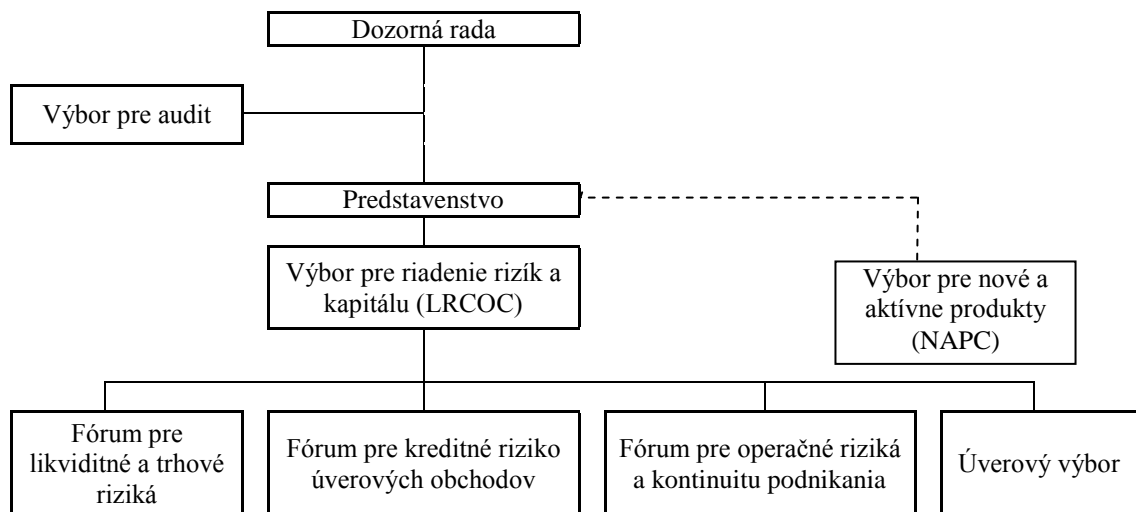 Dozorná rada
Výbor pre audit
Predstavenstvo
Výbor pre riadenie rizík a
kapitálu (LRCOC)
Výbor pre nové a
aktívne produkty
(NAPC)
Fórum pre
likviditné a trhové
riziká
Fórum pre kreditné riziko
úverových obchodov
Fórum pre operačné riziká
a kontinuitu podnikania
Úverový výbor